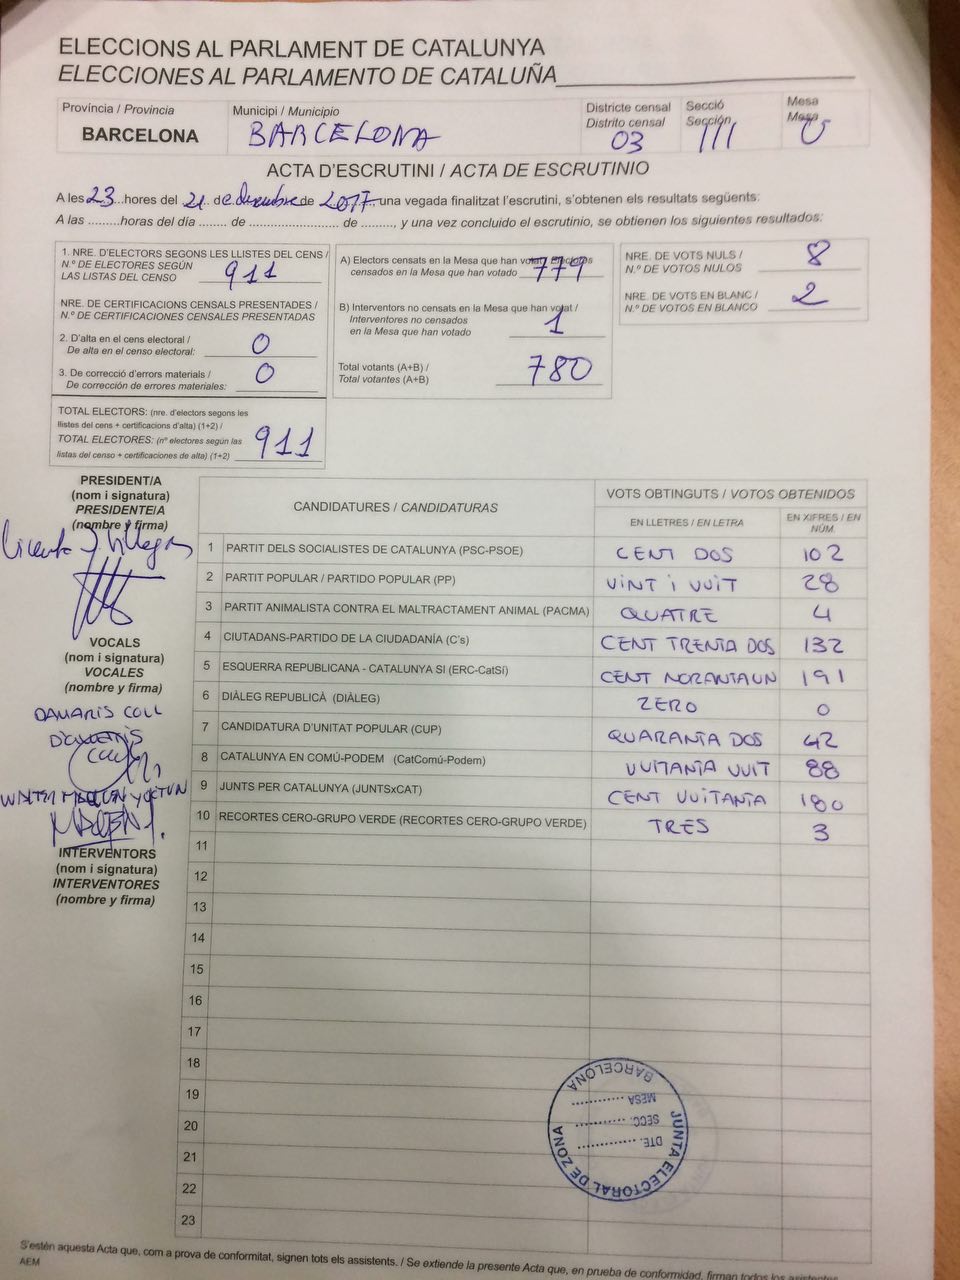 ELECCIONS AL PARLAMENT DE CATALUNYA
ELECCIONES AL PARLAMENTO DE CATALUÑA
Província / Provincia
BARCELONA
Municipi / Municipio
BARCELONA
Districte censal
Distrito censal
03
Secció
Sección
111
Mesa
Mesa
U
ACTA D'ESCRUTINI / ACTA DE ESCRUTINIO
A les 23 hores del 21 de desembre de 2017, una vegada finalitzat l'escrutini, s'obtenen els resultats següents:
A las .........horas del día ........ de .......................... de ........., y una vez concluido el escrutinio, se obtienen los siguientes resultados:
1. NRE. D'ELECTORS SEGONS LES LLISTES DEL CENS /
N.º DE ELECTORES SEGÚN
LAS LISTAS DEL CENSO
911
NRE. DE CERTIFICACIONS CENSALS PRESENTADES /
N.º DE CERTIFICACIONES CENSALES PRESENTADAS
2. D'alta en el cens electoral /
De alta en el censo electoral:
0
3. De correcció d'errors materials /
De corrección de errores materiales:
0
TOTAL ELECTORS: (nre. d'electors segons les
llistes del cens + certificacions d'alta) (1+2) /
TOTAL ELECTORES: (nº electores según las
listas del censo + certificaciones de alta) (1+2)
911
A) Electors censats en la Mesa que han votat / Electores
censados en la Mesa que han votado
779
B) Interventors no censats en la Mesa que han votat /
Interventores no censados
en la Mesa que han votado
1
Total votants (A+B) /
Total votantes (A+B)
780
NRE. DE VOTS NULS /
N.º DE VOTOS NULOS
8
NRE. DE VOTS EN BLANC /
N.º DE VOTOS EN BLANCO
2
PRESIDENT/A
(nom i signatura)
PRESIDENTE/A
(nombre y firma)
Vicente J Villegas
VOCALS
(nom i signatura)
VOCALES
(nombre y firma)
DAMARIS COLL
INTERVENTORS
(nom i signatura)
INTERVENTORES
(nombre y firma)
CANDIDATURES / CANDIDATURAS
VOTS OBTINGUTS / VOTOS OBTENIDOS
EN LLETRES / EN LETRA
EN XIFRES / EN
NÚM.
1 PARTIT DELS SOCIALISTES DE CATALUNYA (PSC-PSOE) CENT DOS 102
2 PARTIT POPULAR / PARTIDO POPULAR (PP) VINT I VUIT 28
3 PARTIT ANIMALISTA CONTRA EL MALTRACTAMENT ANIMAL (PACMA) QUATRE 4
4 CIUTADANS-PARTIDO DE LA CIUDADANÍA (C's) CENT TRENTA DOS 132
5 ESQUERRA REPUBLICANA - CATALUNYA SI (ERC-CatSí) CENT NORANTA UN 191
6 DIÀLEG REPUBLICÀ (DIÀLEG) ZERO 0
7 CANDIDATURA D'UNITAT POPULAR (CUP) QUARANTA DOS 42
8 CATALUNYA EN COMÚ-PODEM (CatComú-Podem) VUITANTA VUIT 88
9 JUNTS PER CATALUNYA (JUNTSxCAT) CENT VUITANTA 180
10 RECORTES CERO-GRUPO VERDE (RECORTES CERO-GRUPO VERDE) TRES 3
11
12
13
14
15
16
17
18
19
20
21
22
23
JUNTA ELECTORAL DE ZONA
BARCELONA
DTE. ..............
SECC. ............
MESA ............
S'estén aquesta Acta que, com a prova de conformitat, signen tots els assistents. / Se extiende la presente Acta que, en prueba de conformidad, firman todos los asistentes
AEM